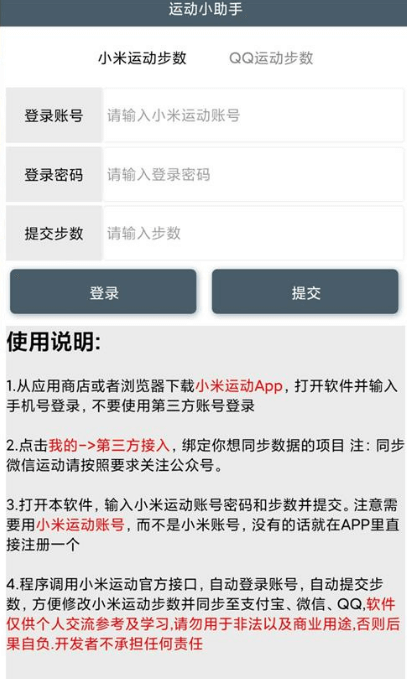 运动小助手
小米运动步数 QQ运动步数
登录账号 请输入小米运动账号
登录密码 请输入登录密码
提交步数 请输入步数
登录 提交
使用说明:
1.从应用商店或者浏览器下载小米运动App，打开软件并输入
手机号登录，不要使用第三方账号登录
2.点击我的->第三方接入，绑定你想同步数据的项目 注: 同步
微信运动请按照要求关注公众号。
3.打开本软件，输入小米运动账号密码和步数并提交。注意需
要用小米运动账号，而不是小米账号，没有的话就在APP里直
接注册一个
4.程序调用小米运动官方接口，自动登录账号，自动提交步
数，方便修改小米运动步数并同步至支付宝、微信、QQ,软件
仅供个人交流参考及学习,请勿用于非法以及商业用途,否则后
果自负.开发者不承担任何责任